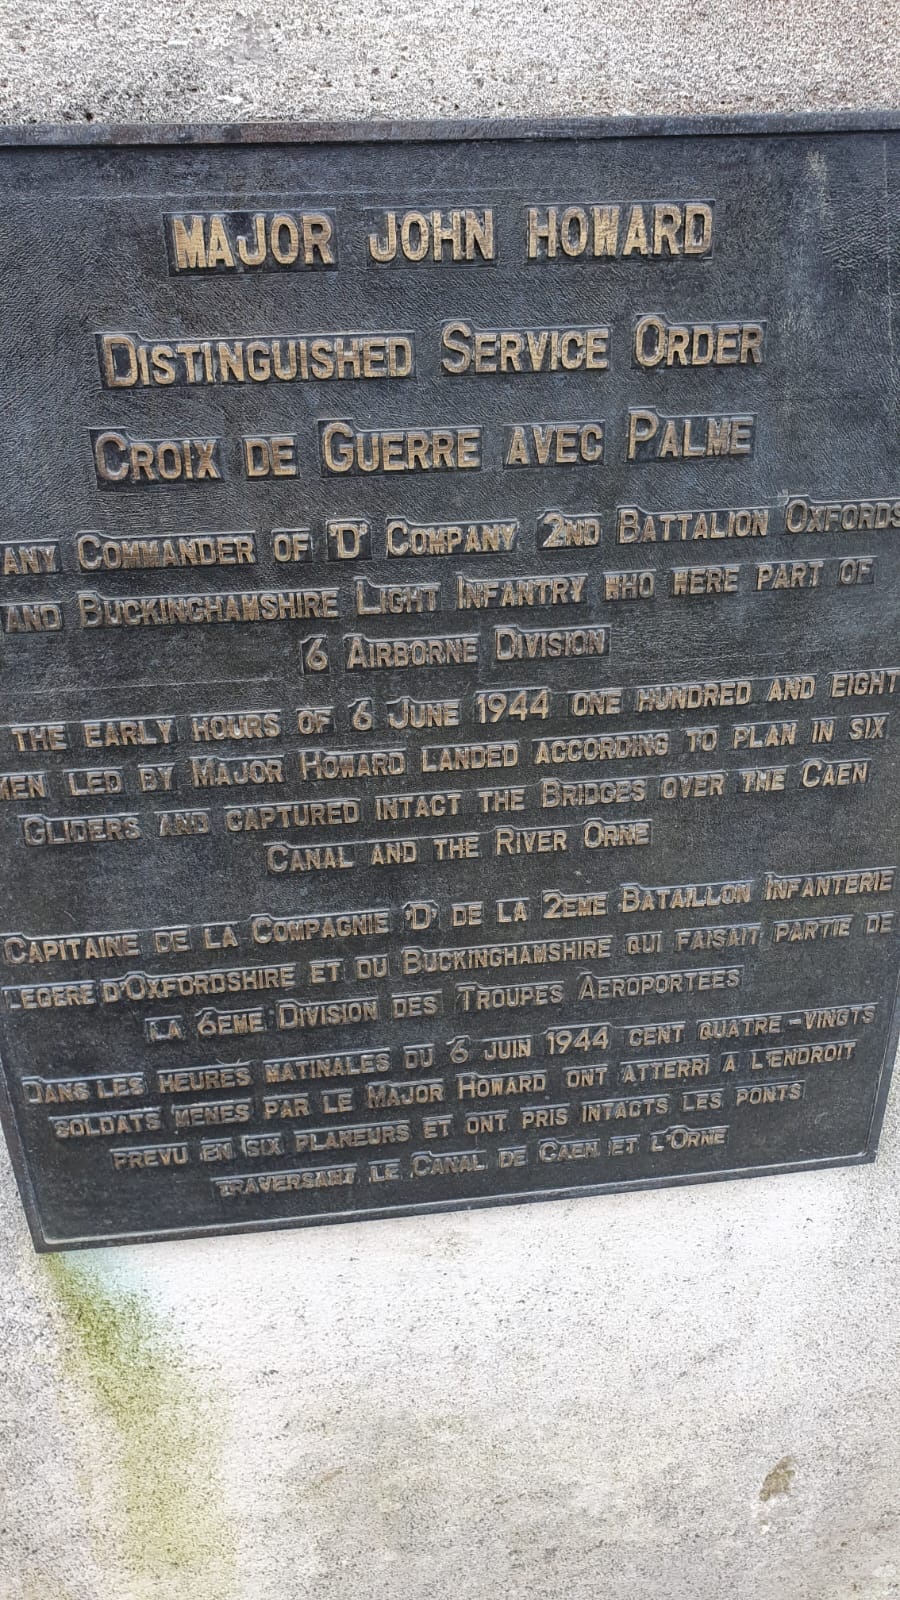 MAJOR JOHN HOWARD
DISTINGUISHED SERVICE ORDER
CROIX DE GUERRE AVEC PALME
ANY COMMANDER OF 'D' COMPANY 2ND BATTALION OXFORDS
AND BUCKINGHAMSHIRE LIGHT INFANTRY WHO WERE PART OF
6 AIRBORNE DIVISION
THE EARLY HOURS OF 6 JUNE 1944 ONE HUNDRED AND EIGHT
MEN LED BY MAJOR HOWARD LANDED ACCORDING TO PLAN IN SIX
GLIDERS AND CAPTURED INTACT THE BRIDGES OVER THE CAEN
CANAL AND THE RIVER ORNE
CAPITAINE DE LA COMPAGNIE 'D' DE LA 2EME BATAILLON INFANTERIE
LEGERE D'OXFORDSHIRE ET DU BUCKINGHAMSHIRE QUI FAISAIT PARTIE DE
LA 6EME DIVISION DES TROUPES AEROPORTEES
DANS LES HEURES MATINALES DU 6 JUIN 1944 CENT QUATRE-VINGTS
SOLDATS MENES PAR LE MAJOR HOWARD ONT ATTERRI A L'ENDROIT
PREVU EN SIX PLANEURS ET ONT PRIS INTACTS LES PONTS
TRAVERSANT LE CANAL DE CAEN ET L'ORNE